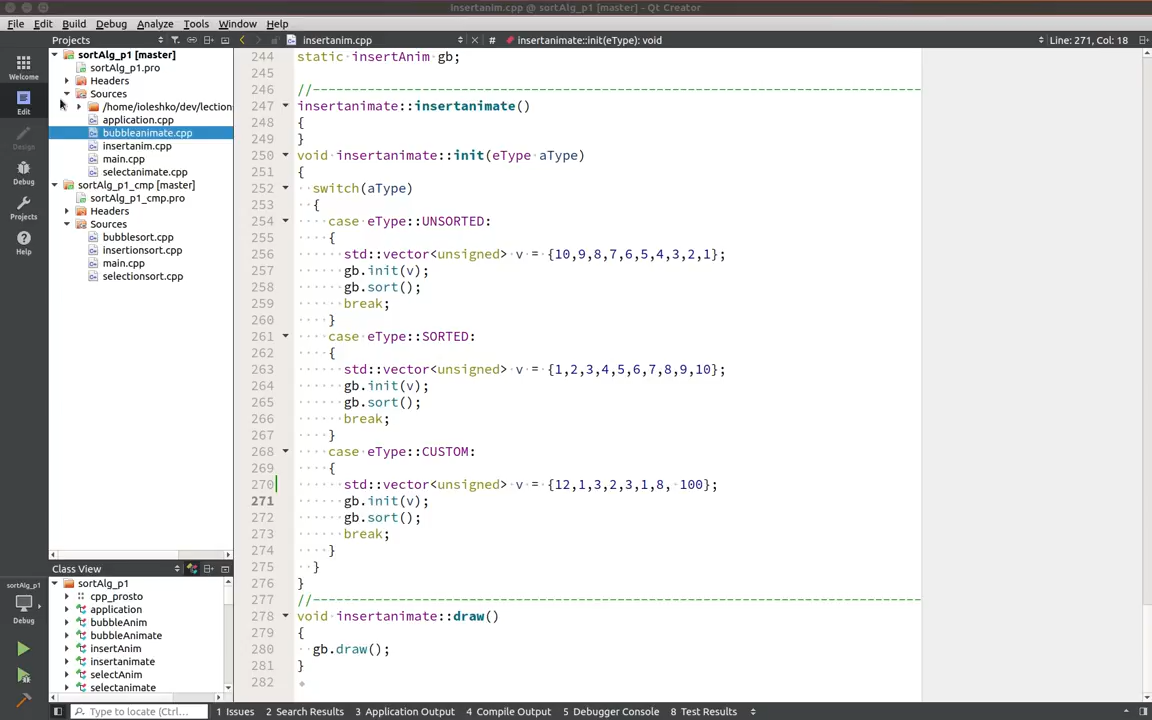 insertanim.cpp @ sortAlg_p1 [master] - Qt Creator
File Edit Build Debug Analyze Tools Window Help
Projects
insertanim.cpp
# insertanimate::init(eType): void
Line: 271, Col: 18
Welcome
Edit
Design
Debug
Projects
Help
sortAlg_p1
Debug
sortAlg_p1 [master]
sortAlg_p1.pro
Headers
Sources
/home/ioleshko/dev/lection
application.cpp
bubbleanimate.cpp
insertanim.cpp
main.cpp
selectanimate.cpp
sortAlg_p1_cmp [master]
sortAlg_p1_cmp.pro
Headers
Sources
bubblesort.cpp
insertionsort.cpp
main.cpp
selectionsort.cpp
Class View
sortAlg_p1
cpp_prosto
application
bubbleAnim
bubbleAnimate
insertAnim
insertanimate
selectAnim
selectanimate
244 static insertAnim gb;
245
246 //--------------------------------------------------------------------------------
247 insertanimate::insertanimate()
248 {
249 }
250 void insertanimate::init(eType aType)
251 {
252 switch(aType)
253 {
254 case eType::UNSORTED:
255 {
256 std::vector<unsigned> v = {10,9,8,7,6,5,4,3,2,1};
257 gb.init(v);
258 gb.sort();
259 break;
260 }
261 case eType::SORTED:
262 {
263 std::vector<unsigned> v = {1,2,3,4,5,6,7,8,9,10};
264 gb.init(v);
265 gb.sort();
266 break;
267 }
268 case eType::CUSTOM:
269 {
270 std::vector<unsigned> v = {12,1,3,2,3,1,8, 100};
271 gb.init(v);
272 gb.sort();
273 break;
274 }
275 }
276 }
277 //--------------------------------------------------------------------------------
278 void insertanimate::draw()
279 {
280 gb.draw();
281 }
282
Type to locate (Ctrl...
1 Issues 2 Search Results 3 Application Output 4 Compile Output 5 Debugger Console 8 Test Results